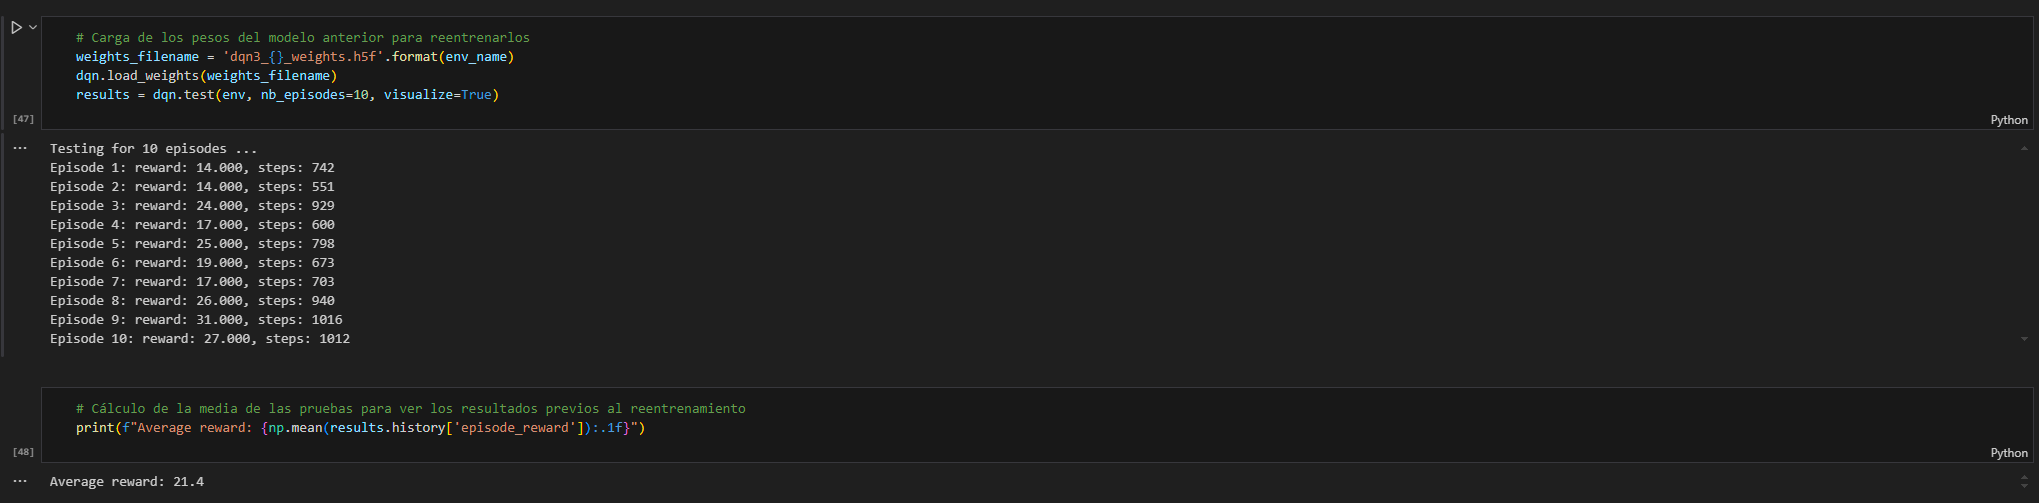 # Carga de los pesos del modelo anterior para reentrenarlos
weights_filename = 'dqn3_{}_weights.h5f'.format(env_name)
dqn.load_weights(weights_filename)
results = dqn.test(env, nb_episodes=10, visualize=True)
[47]
Python
... Testing for 10 episodes ...
Episode 1: reward: 14.000, steps: 742
Episode 2: reward: 14.000, steps: 551
Episode 3: reward: 24.000, steps: 929
Episode 4: reward: 17.000, steps: 600
Episode 5: reward: 25.000, steps: 798
Episode 6: reward: 19.000, steps: 673
Episode 7: reward: 17.000, steps: 703
Episode 8: reward: 26.000, steps: 940
Episode 9: reward: 31.000, steps: 1016
Episode 10: reward: 27.000, steps: 1012
# Cálculo de la media de las pruebas para ver los resultados previos al reentrenamiento
print(f"Average reward: {np.mean(results.history['episode_reward']):.1f}")
[48]
Python
... Average reward: 21.4